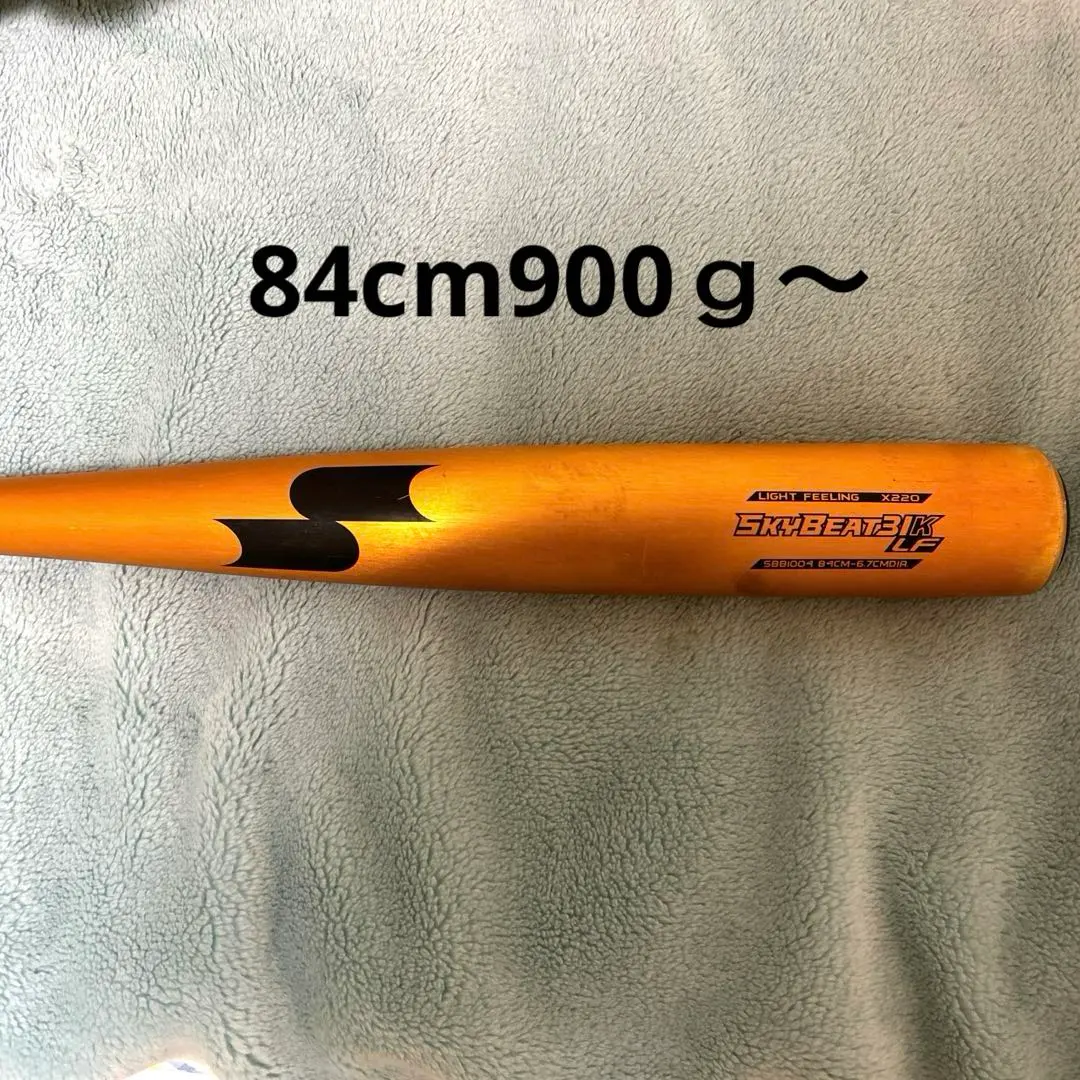 84cm900ｇ～
LIGHT FEELING X220
SKYBEAT31K
LF
SBB1004 84CM-6.7CMDIA